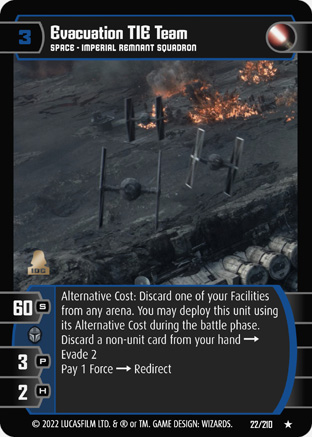 3
Evacuation TIE Team
SPACE - IMPERIAL REMNANT SQUADRON
60 S
3 P
2 H
Alternative Cost: Discard one of your Facilities
from any arena. You may deploy this unit using
its Alternative Cost during the battle phase.
Discard a non-unit card from your hand →
Evade 2
Pay 1 Force → Redirect
© 2022 LUCASFILM LTD. & ® or TM. GAME DESIGN: WIZARDS.
22/210 ★